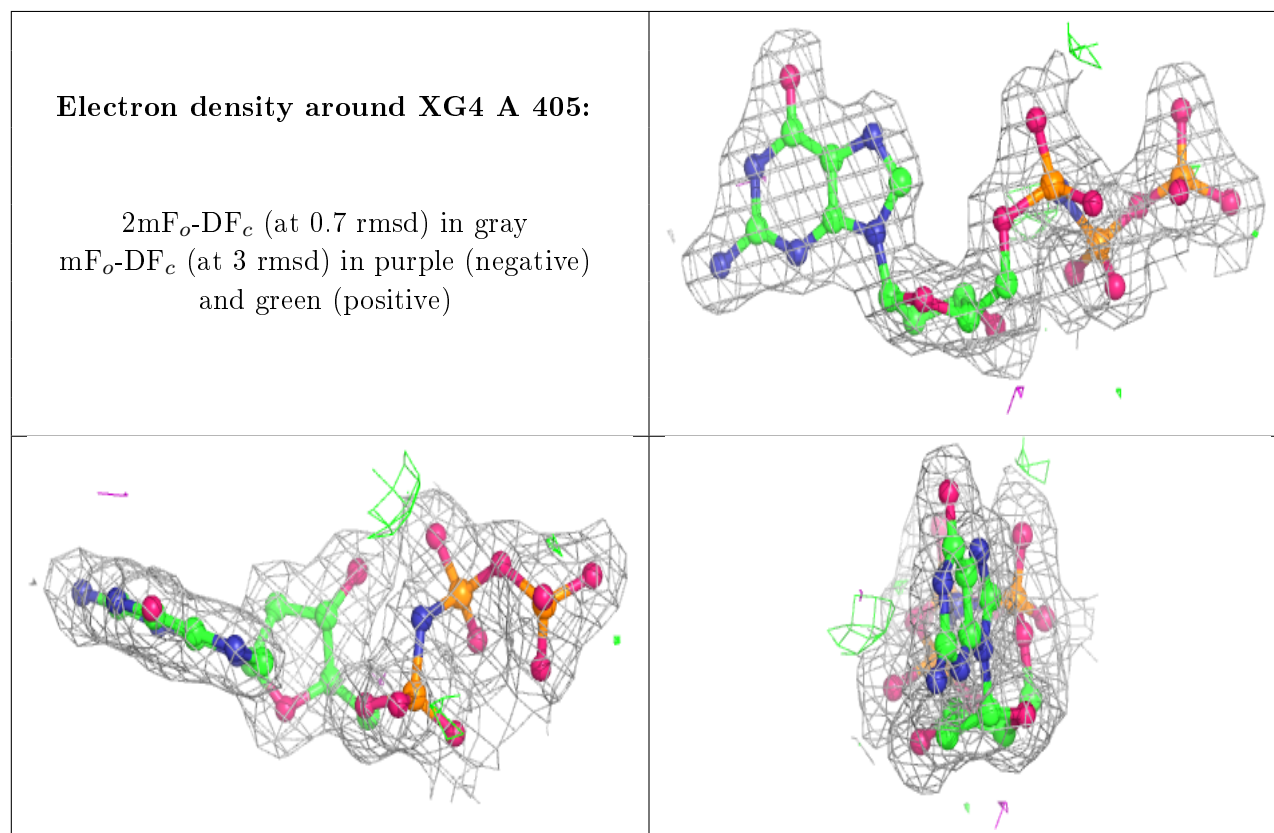 Electron density around XG4 A 405:
2mFo-DFc (at 0.7 rmsd) in gray
mFo-DFc (at 3 rmsd) in purple (negative)
and green (positive)